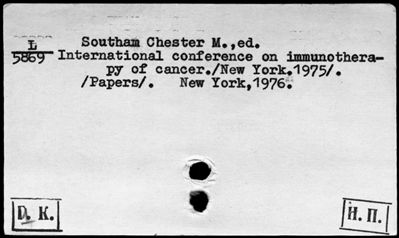 L
5869
Southam Chester M.,ed.
International conference on immunothera-
py of cancer./New York.1975/.
/Papers/. New York,1976.
D. K.
Н. П.